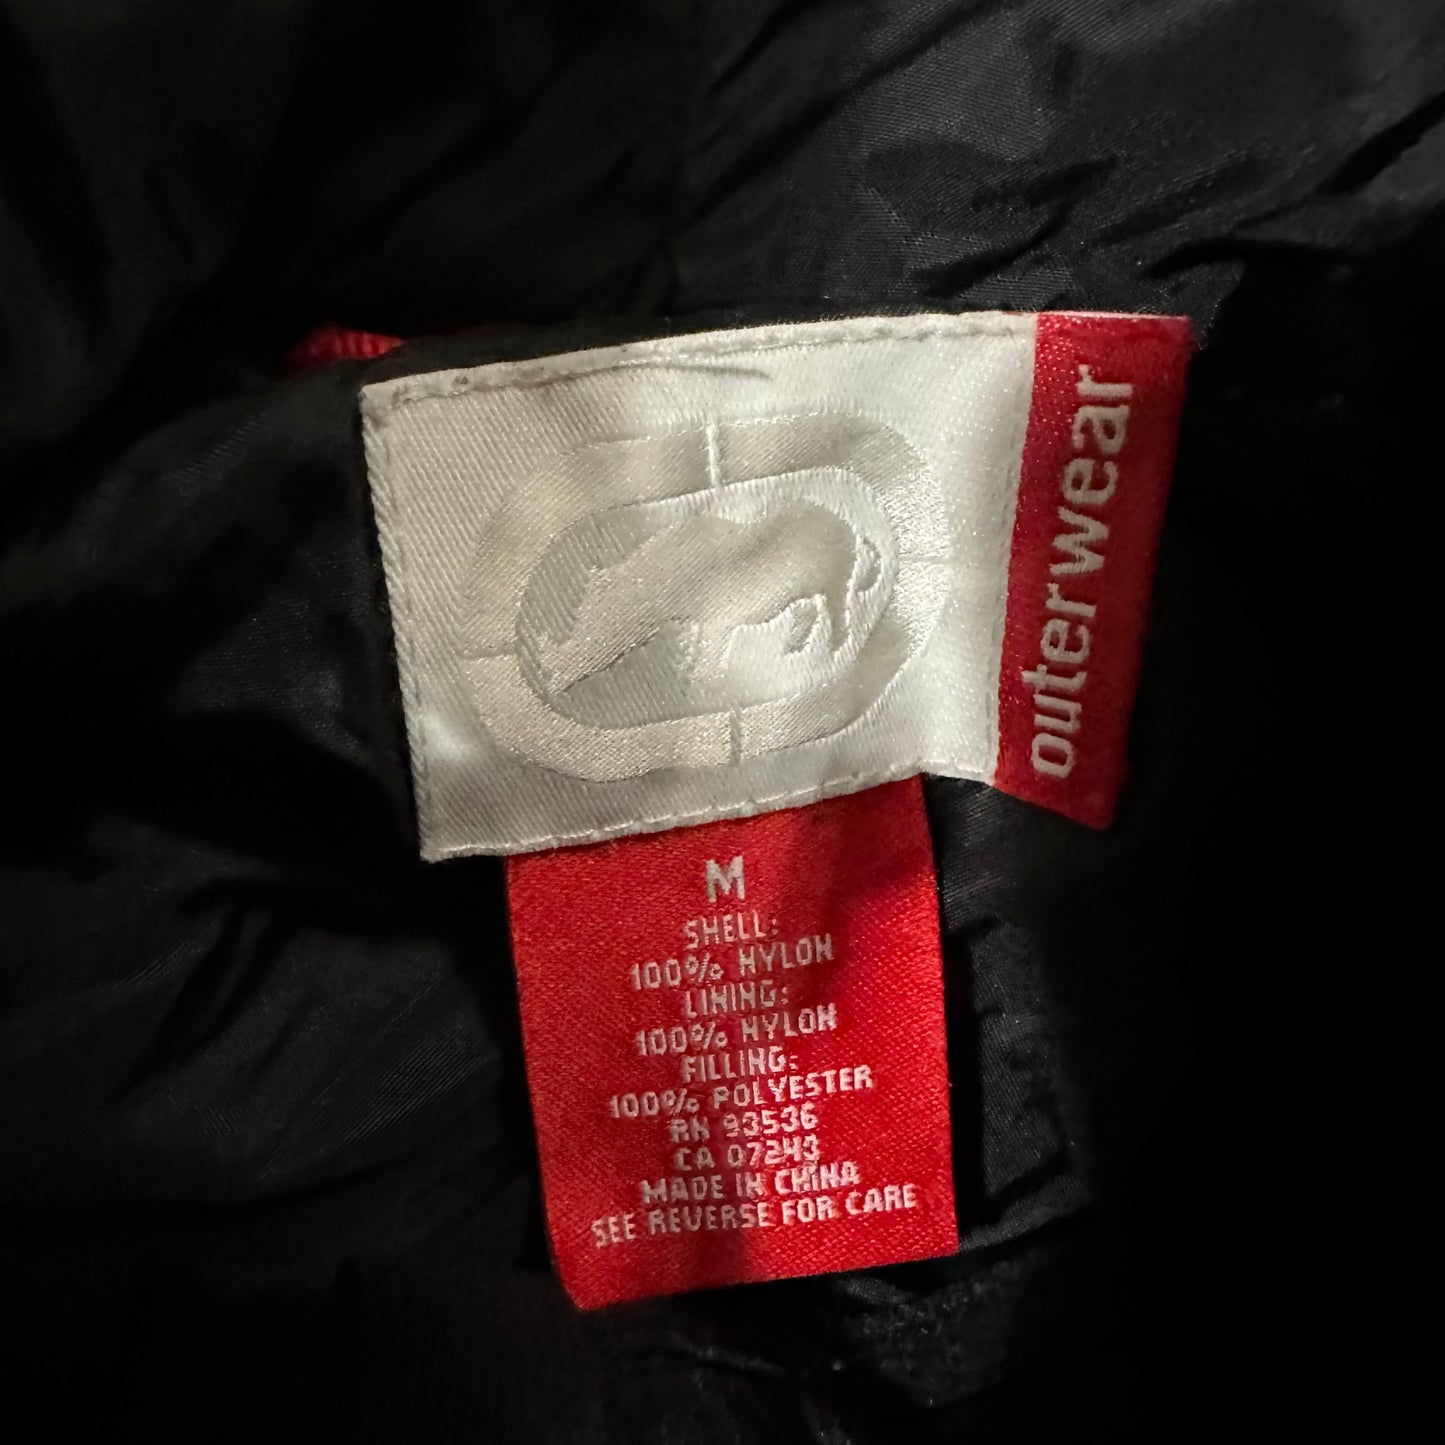 outerwear
M
SHELL:
100% NYLON
LINING:
100% NYLON
FILLING:
100% POLYESTER
RN 93536
CA 07243
MADE IN CHINA
SEE REVERSE FOR CARE